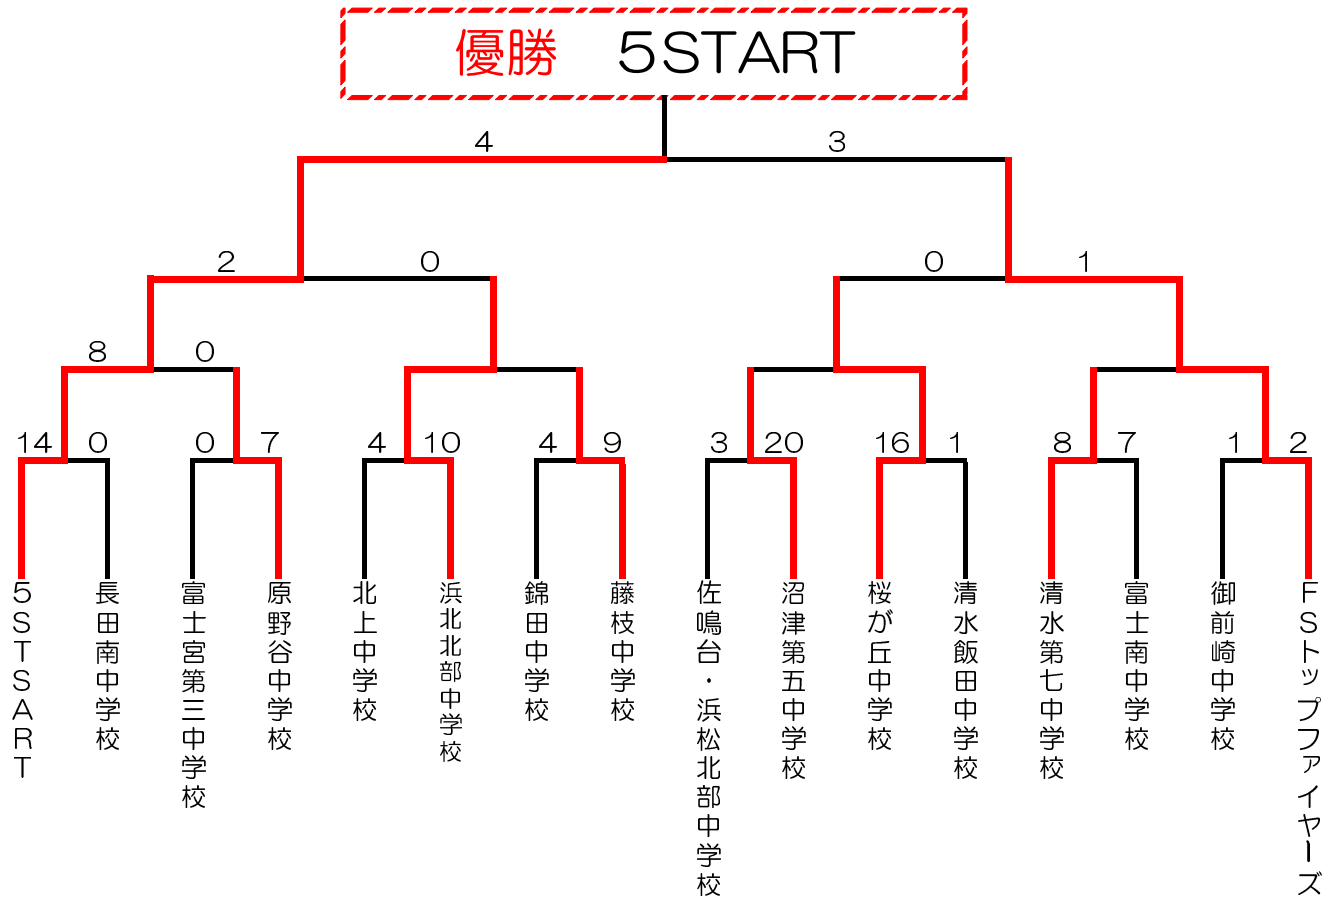 優勝　5START
4 3
2 0 0 1
8 0
14 0 0 7 4 10 4 9 3 20 16 1 8 7 1 2
5STSART
長田南中学校
富士宮第三中学校
原野谷中学校
北上中学校
浜北北部中学校
錦田中学校
藤枝中学校
佐鳴台・浜松北部中学校
沼津第五中学校
桜が丘中学校
清水飯田中学校
清水第七中学校
富士南中学校
御前崎中学校
FSトップファイヤーズ